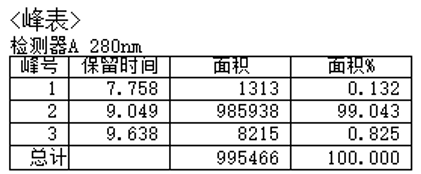 <峰表>
检测器A 280nm
峰号 保留时间 面积 面积%
1 7.758 1313 0.132
2 9.049 985938 99.043
3 9.638 8215 0.825
总计 995466 100.000